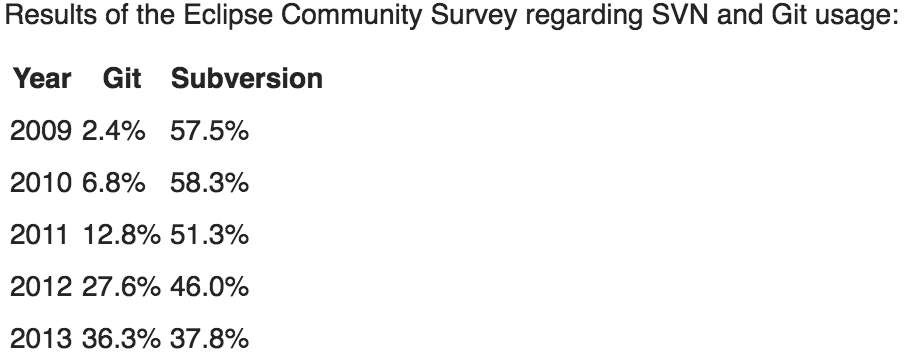 Results of the Eclipse Community Survey regarding SVN and Git usage:
Year Git Subversion
2009 2.4% 57.5%
2010 6.8% 58.3%
2011 12.8% 51.3%
2012 27.6% 46.0%
2013 36.3% 37.8%